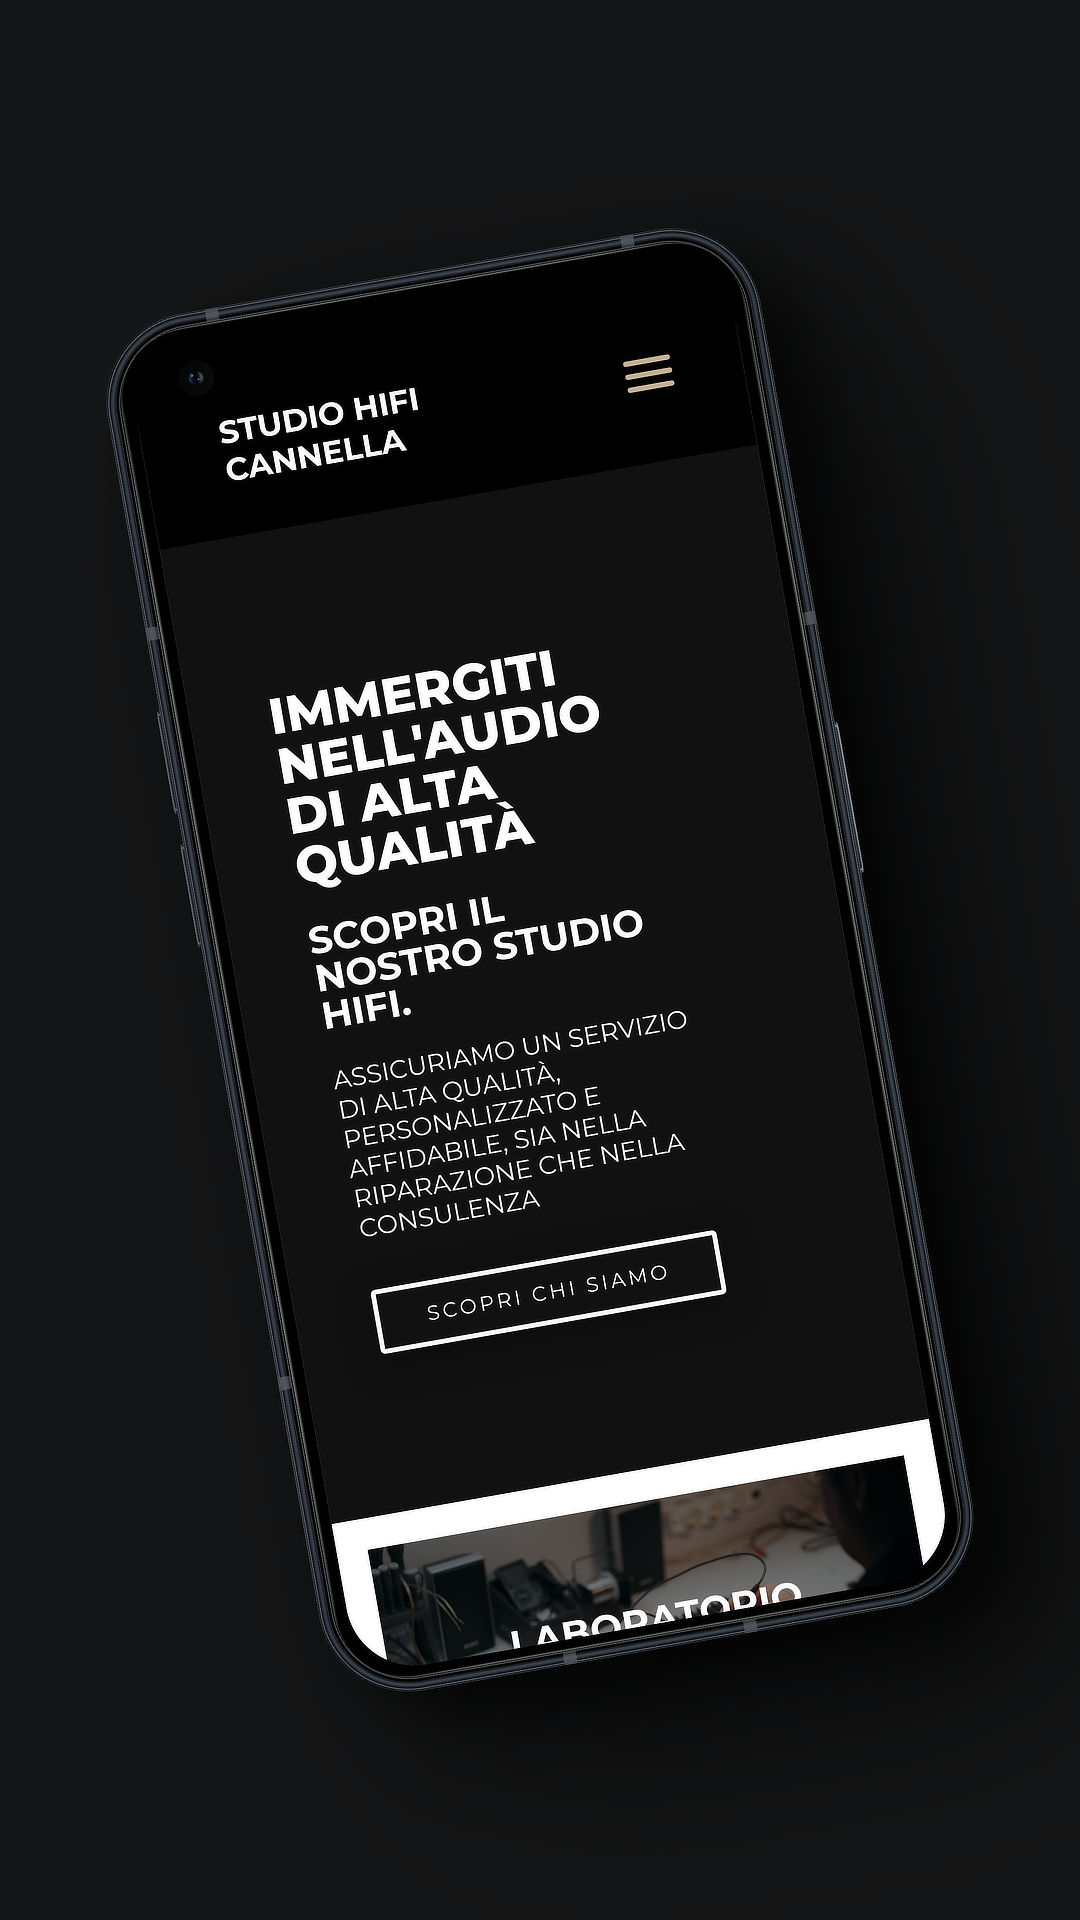 STUDIO HIFI
CANNELLA
IMMERGITI
NELL'AUDIO
DI ALTA
QUALITÀ
SCOPRI IL
NOSTRO STUDIO
HIFI.
ASSICURIAMO UN SERVIZIO
DI ALTA QUALITÀ,
PERSONALIZZATO E
AFFIDABILE, SIA NELLA
RIPARAZIONE CHE NELLA
CONSULENZA
SCOPRI CHI SIAMO
LABORATORIO